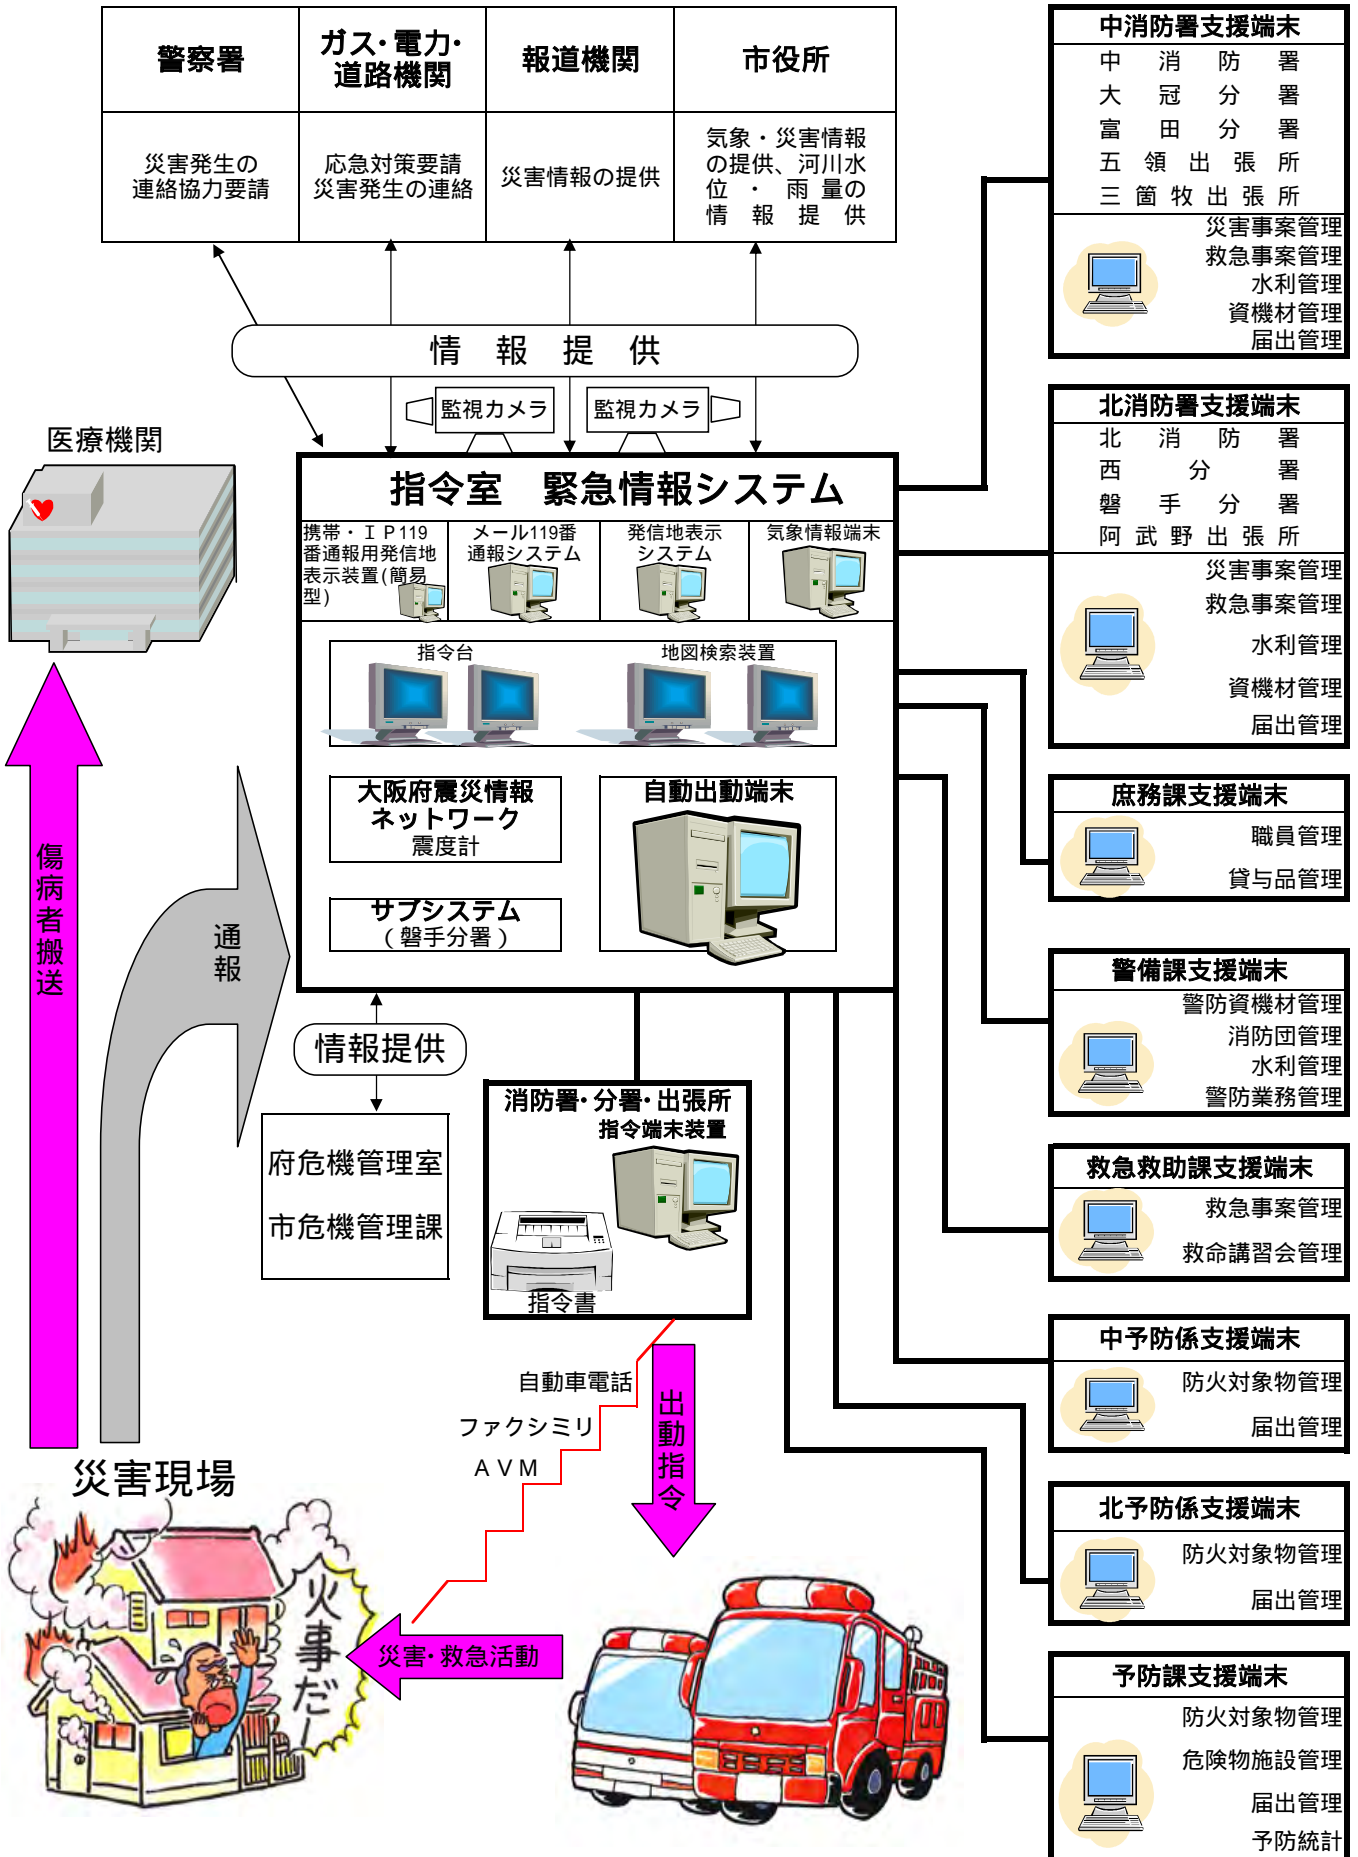 警察署
ガス・電力・
道路機関
報道機関
市役所
災害発生の
連絡協力要請
応急対策要請
災害発生の連絡
災害情報の提供
気象・災害情報
の提供、河川水
位・雨量の
情報提供
情報提供
監視カメラ
監視カメラ
医療機関
指令室 緊急情報システム
携帯・ＩＰ119
番通報用発信地
表示装置(簡易
型)
メール119番
通報システム
発信地表示
システム
気象情報端末
指令台
地図検索装置
大阪府震災情報
ネットワーク
震度計
自動出動端末
サブシステム
（磐手分署）
傷病者搬送
通報
情報提供
府危機管理室
市危機管理課
消防署・分署・出張所
指令端末装置
指令書
自動車電話
ファクシミリ
ＡＶＭ
出動指令
災害現場
火事だー
災害・救急活動
中消防署支援端末
中消防署
大冠分署
富田分署
五領出張所
三箇牧出張所
災害事案管理
救急事案管理
水利管理
資機材管理
届出管理
北消防署支援端末
北消防署
西分署
磐手分署
阿武野出張所
災害事案管理
救急事案管理
水利管理
資機材管理
届出管理
庶務課支援端末
職員管理
貸与品管理
警備課支援端末
警防資機材管理
消防団管理
水利管理
警防業務管理
救急救助課支援端末
救急事案管理
救命講習会管理
中予防係支援端末
防火対象物管理
届出管理
北予防係支援端末
防火対象物管理
届出管理
予防課支援端末
防火対象物管理
危険物施設管理
届出管理
予防統計